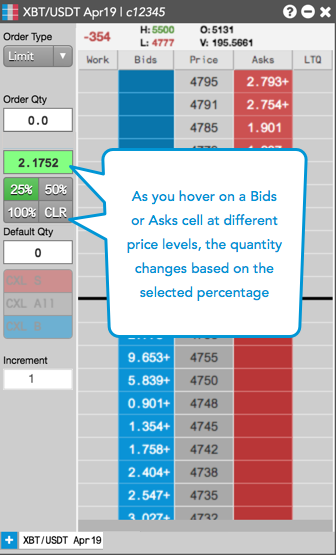 XBT/USDT Apr19 | c12345
Order Type
Limit
-354
H: 5500
L: 4777
O: 5131
V: 195.5661
Work Bids Price Asks LTQ
Order Qty
0.0
2.1752
25% 50%
100% CLR
Default Qty
0
CXL S
CXL All
CXL B
Increment
1
4795 2.793+
4791 2.754+
4785 1.901
As you hover on a Bids
or Asks cell at different
price levels, the quantity
changes based on the
selected percentage
9.653+ 4755
5.839+ 4750
0.901+ 4748
1.354+ 4745
1.758+ 4742
2.404+ 4738
2.547+ 4735
3.027+ 4732
XBT/USDT Apr19